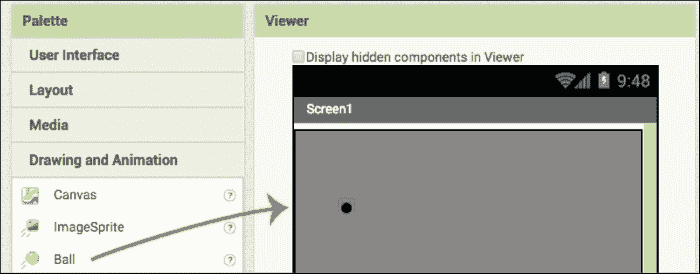 Palette
User Interface
Layout
Media
Drawing and Animation
Canvas ?
ImageSprite ?
Ball ?
Viewer
Display hidden components in Viewer
9:48
Screen1